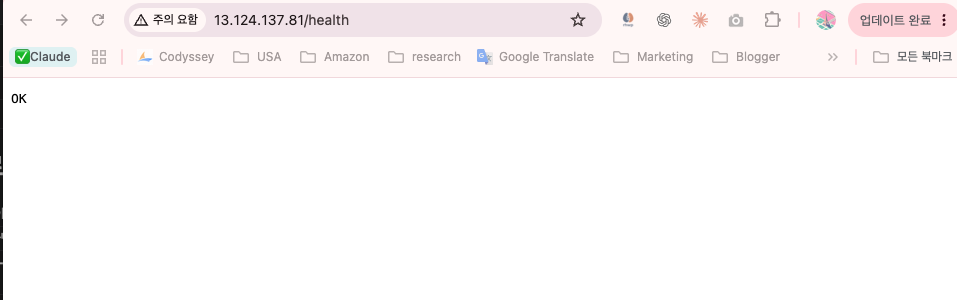 주의 요함 13.124.137.81/health 업데이트 완료
Claude Codyssey USA Amazon research Google Translate Marketing Blogger 모든 북마크
OK